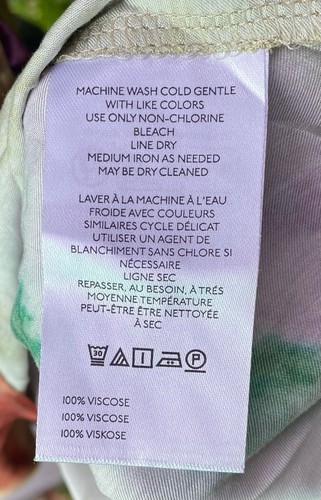 MACHINE WASH COLD GENTLE
WITH LIKE COLORS
USE ONLY NON-CHLORINE
BLEACH
LINE DRY
MEDIUM IRON AS NEEDED
MAY BE DRY CLEANED
LAVER À LA MACHINE À L'EAU
FROIDE AVEC COULEURS
SIMILAIRES CYCLE DÉLICAT
UTILISER UN AGENT DE
BLANCHIMENT SANS CHLORE SI
NÉCESSAIRE
LIGNE SEC
REPASSER, AU BESOIN, À TRÉS
MOYENNE TEMPÉRATURE
PEUT-ÊTRE ÊTRE NETTOYÉE
À SEC
30 P
100% VISCOSE
100% VISCOSE
100% VISKOSE